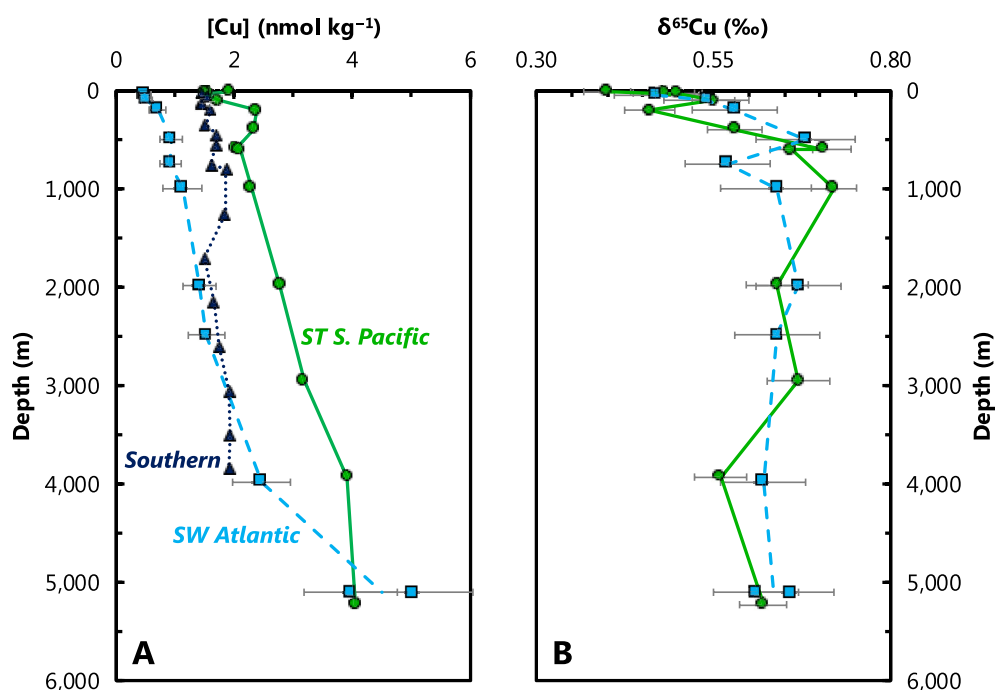 [Cu] (nmol kg⁻¹)
0 2 4 6
0
1,000
2,000
3,000
4,000
5,000
6,000
Depth (m)
ST S. Pacific
Southern
SW Atlantic
A
δ⁶⁵Cu (‰)
0.30 0.55 0.80
0
1,000
2,000
3,000
4,000
5,000
6,000
Depth (m)
B